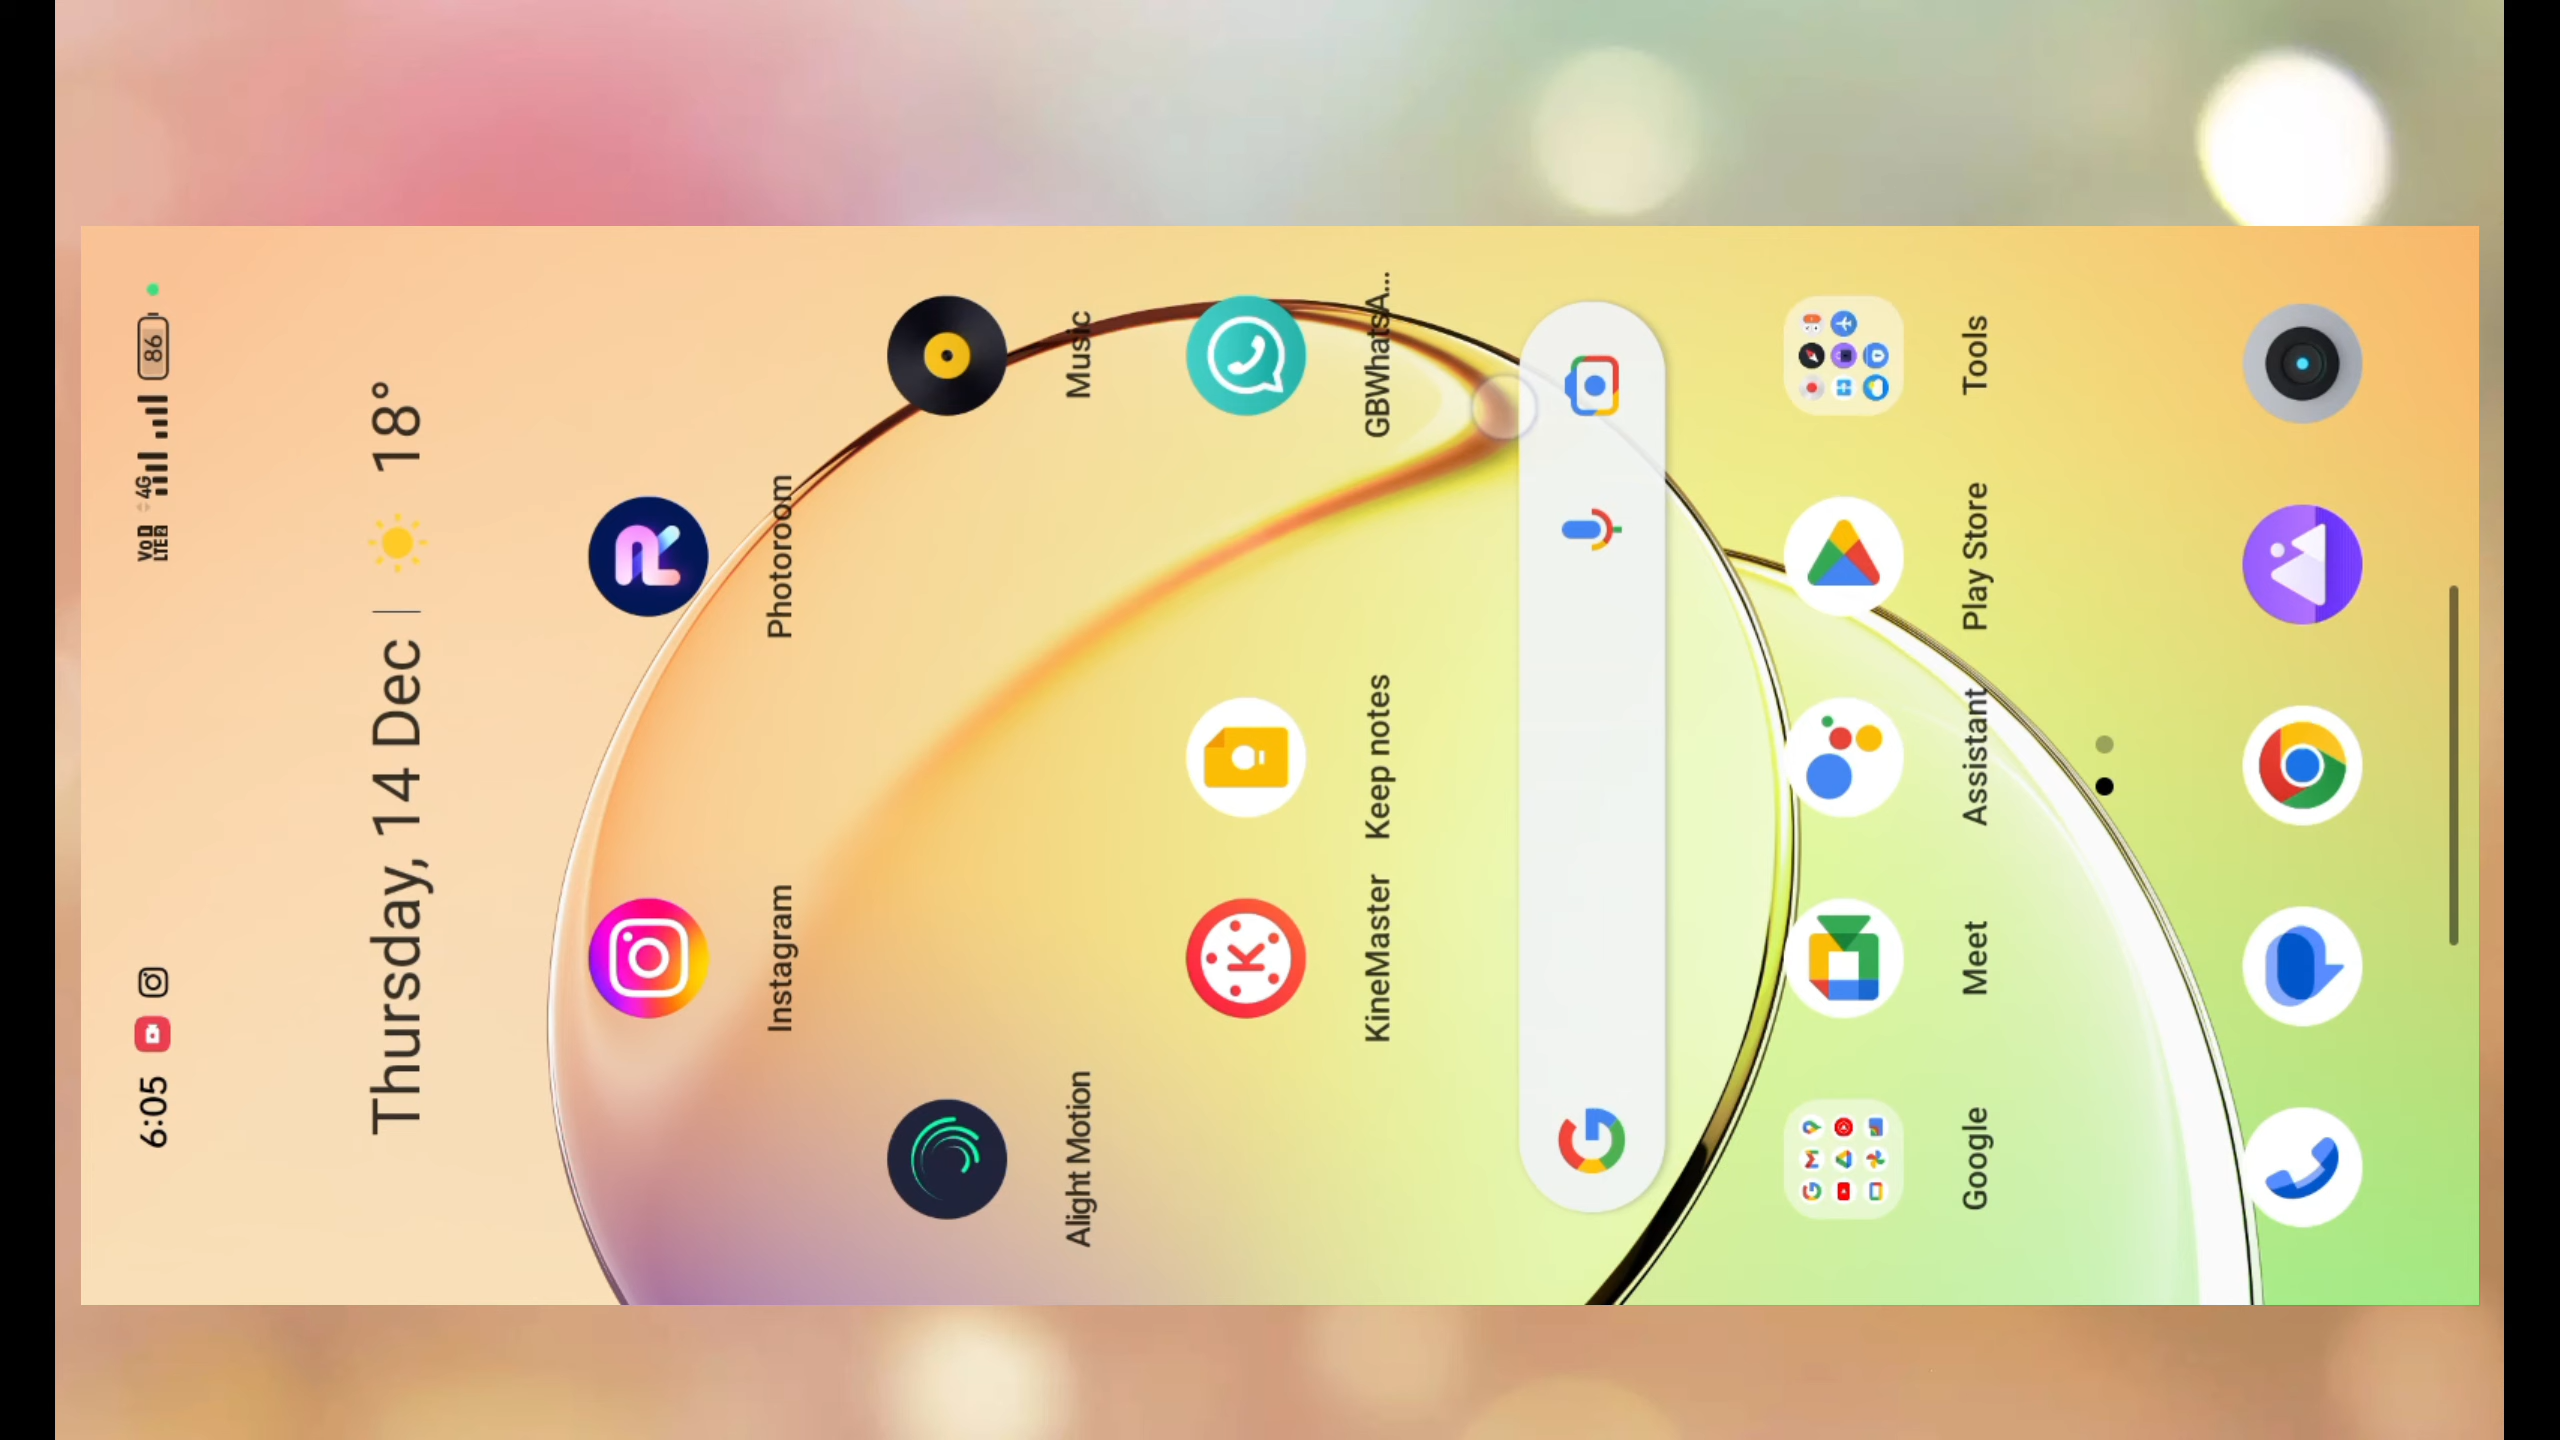 6:05 VoD LTE2 4G 86
Thursday, 14 Dec | 18°
Instagram Photoroom
Alight Motion Music
KineMaster Keep notes GBWhatsA...
Google Meet Assistant Play Store Tools